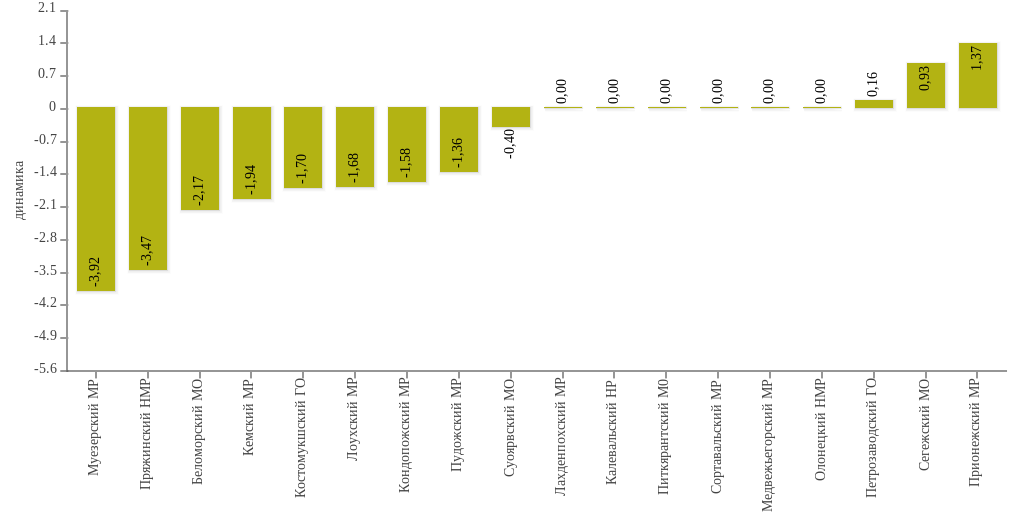 2.1
1.4
0.7
0
-0.7
-1.4
-2.1
-2.8
-3.5
-4.2
-4.9
-5.6
динамика
-3,92
-3,47
-2,17
-1,94
-1,70
-1,68
-1,58
-1,36
-0,40
0,00
0,00
0,00
0,00
0,00
0,00
0,16
0,93
1,37
Муезерский МР
Пряжинский НМР
Беломорский МО
Кемский МР
Костомукшский ГО
Лоухский МР
Кондопожский МР
Пудожский МР
Суоярвский МО
Лахденпохский МР
Калевальский НР
Питкярантский М0
Сортавальский МР
Медвежьегорский МР
Олонецкий НМР
Петрозаводский ГО
Сегежский МО
Прионежский МР